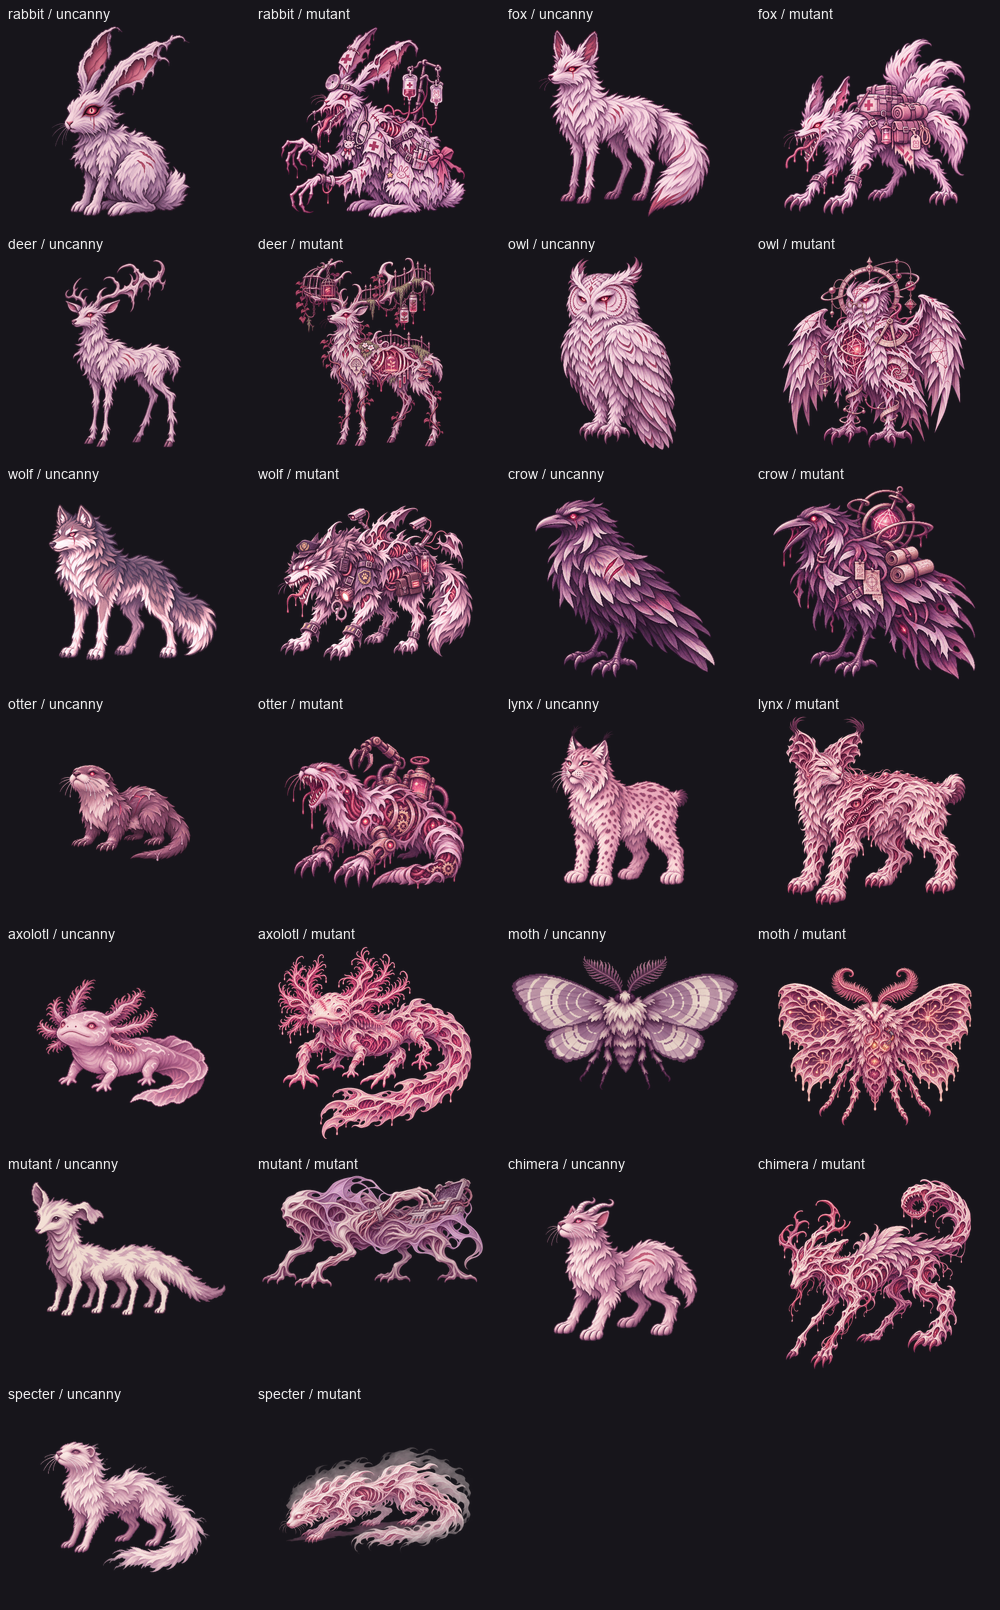 rabbit / uncanny
rabbit / mutant
fox / uncanny
fox / mutant
deer / uncanny
deer / mutant
owl / uncanny
owl / mutant
wolf / uncanny
wolf / mutant
crow / uncanny
crow / mutant
otter / uncanny
otter / mutant
lynx / uncanny
lynx / mutant
axolotl / uncanny
axolotl / mutant
moth / uncanny
moth / mutant
mutant / uncanny
mutant / mutant
chimera / uncanny
chimera / mutant
specter / uncanny
specter / mutant